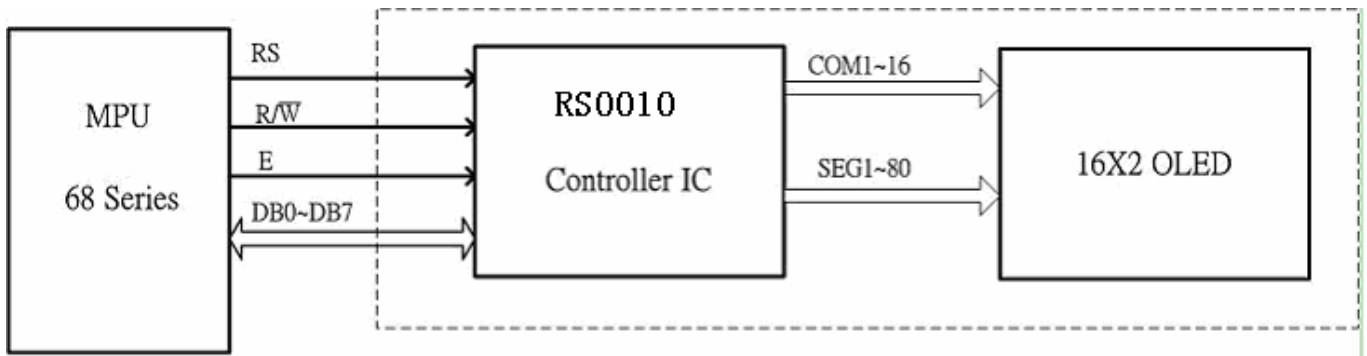 MPU
68 Series
RS
R/W̅
E
DB0~DB7
RS0010
Controller IC
COM1~16
SEG1~80
16X2 OLED